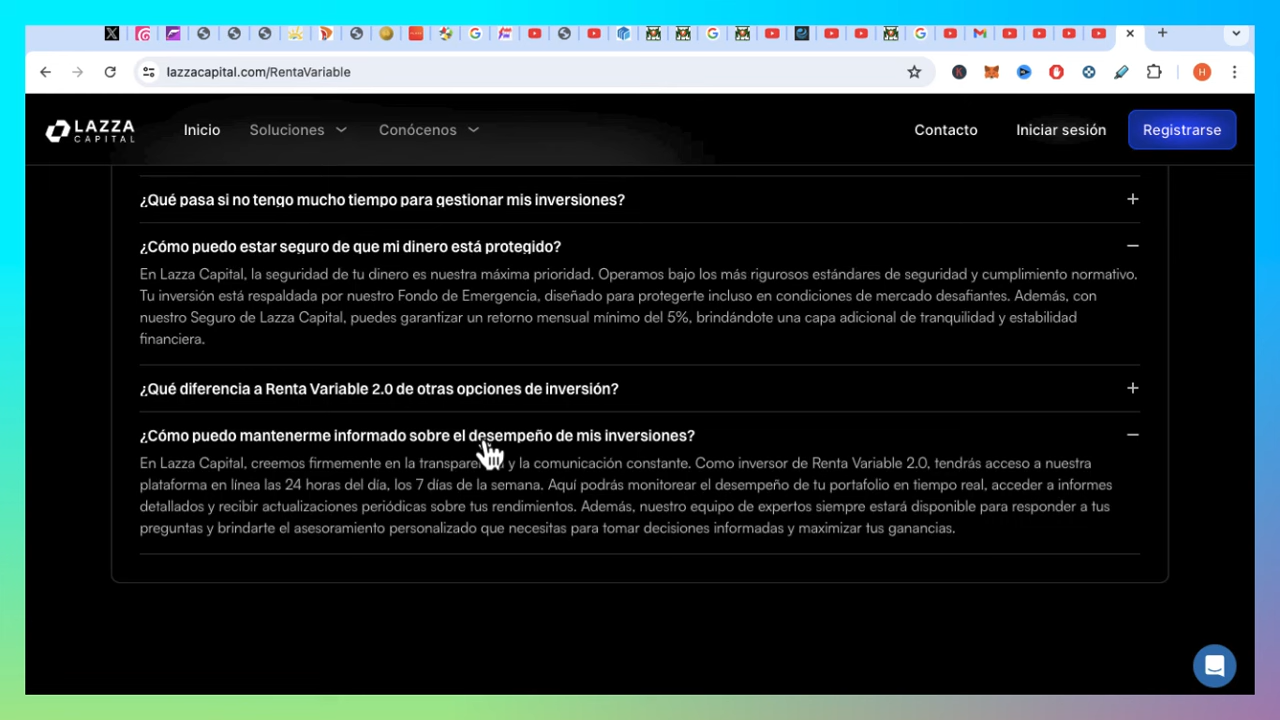 lazzacapital.com/RentaVariable
H
LAZZA
CAPITAL
Inicio
Soluciones
Conócenos
Contacto
Iniciar sesión
Registrarse
¿Qué pasa si no tengo mucho tiempo para gestionar mis inversiones?
¿Cómo puedo estar seguro de que mi dinero está protegido?
En Lazza Capital, la seguridad de tu dinero es nuestra máxima prioridad. Operamos bajo los más rigurosos estándares de seguridad y cumplimiento normativo.
Tu inversión está respaldada por nuestro Fondo de Emergencia, diseñado para protegerte incluso en condiciones de mercado desafiantes. Además, con
nuestro Seguro de Lazza Capital, puedes garantizar un retorno mensual mínimo del 5%, brindándote una capa adicional de tranquilidad y estabilidad
financiera.
¿Qué diferencia a Renta Variable 2.0 de otras opciones de inversión?
¿Cómo puedo mantenerme informado sobre el desempeño de mis inversiones?
En Lazza Capital, creemos firmemente en la y la comunicación constante. Como inversor de Renta Variable 2.0, tendrás acceso a nuestra
plataforma en línea las 24 horas del día, los 7 días de la semana. Aquí podrás monitorear el desempeño de tu portafolio en tiempo real, acceder a informes
detallados y recibir actualizaciones periódicas sobre tus rendimientos. Además, nuestro equipo de expertos siempre estará disponible para responder a tus
preguntas y brindarte el asesoramiento personalizado que necesitas para tomar decisiones informadas y maximizar tus ganancias.